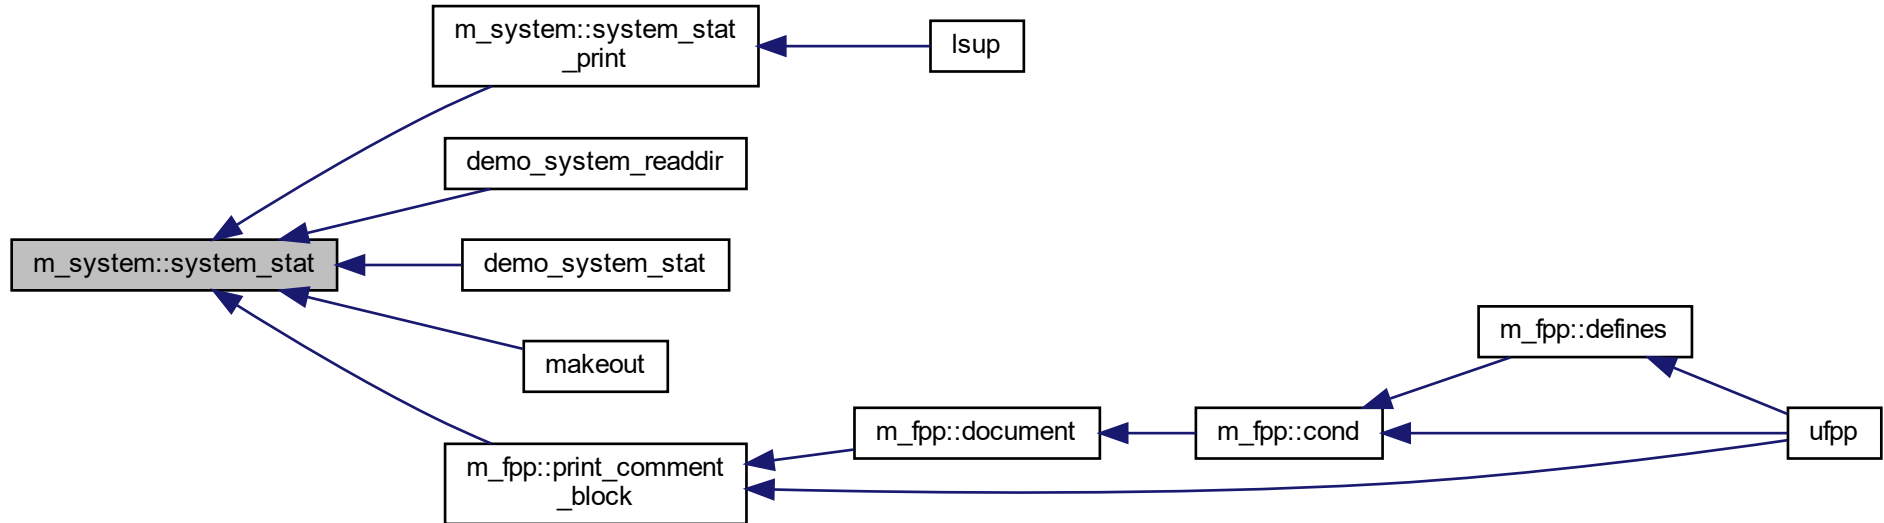 m_system::system_stat
_print
lsup
demo_system_readdir
m_system::system_stat
demo_system_stat
m_fpp::defines
makeout
m_fpp::document
m_fpp::cond
ufpp
m_fpp::print_comment
_block